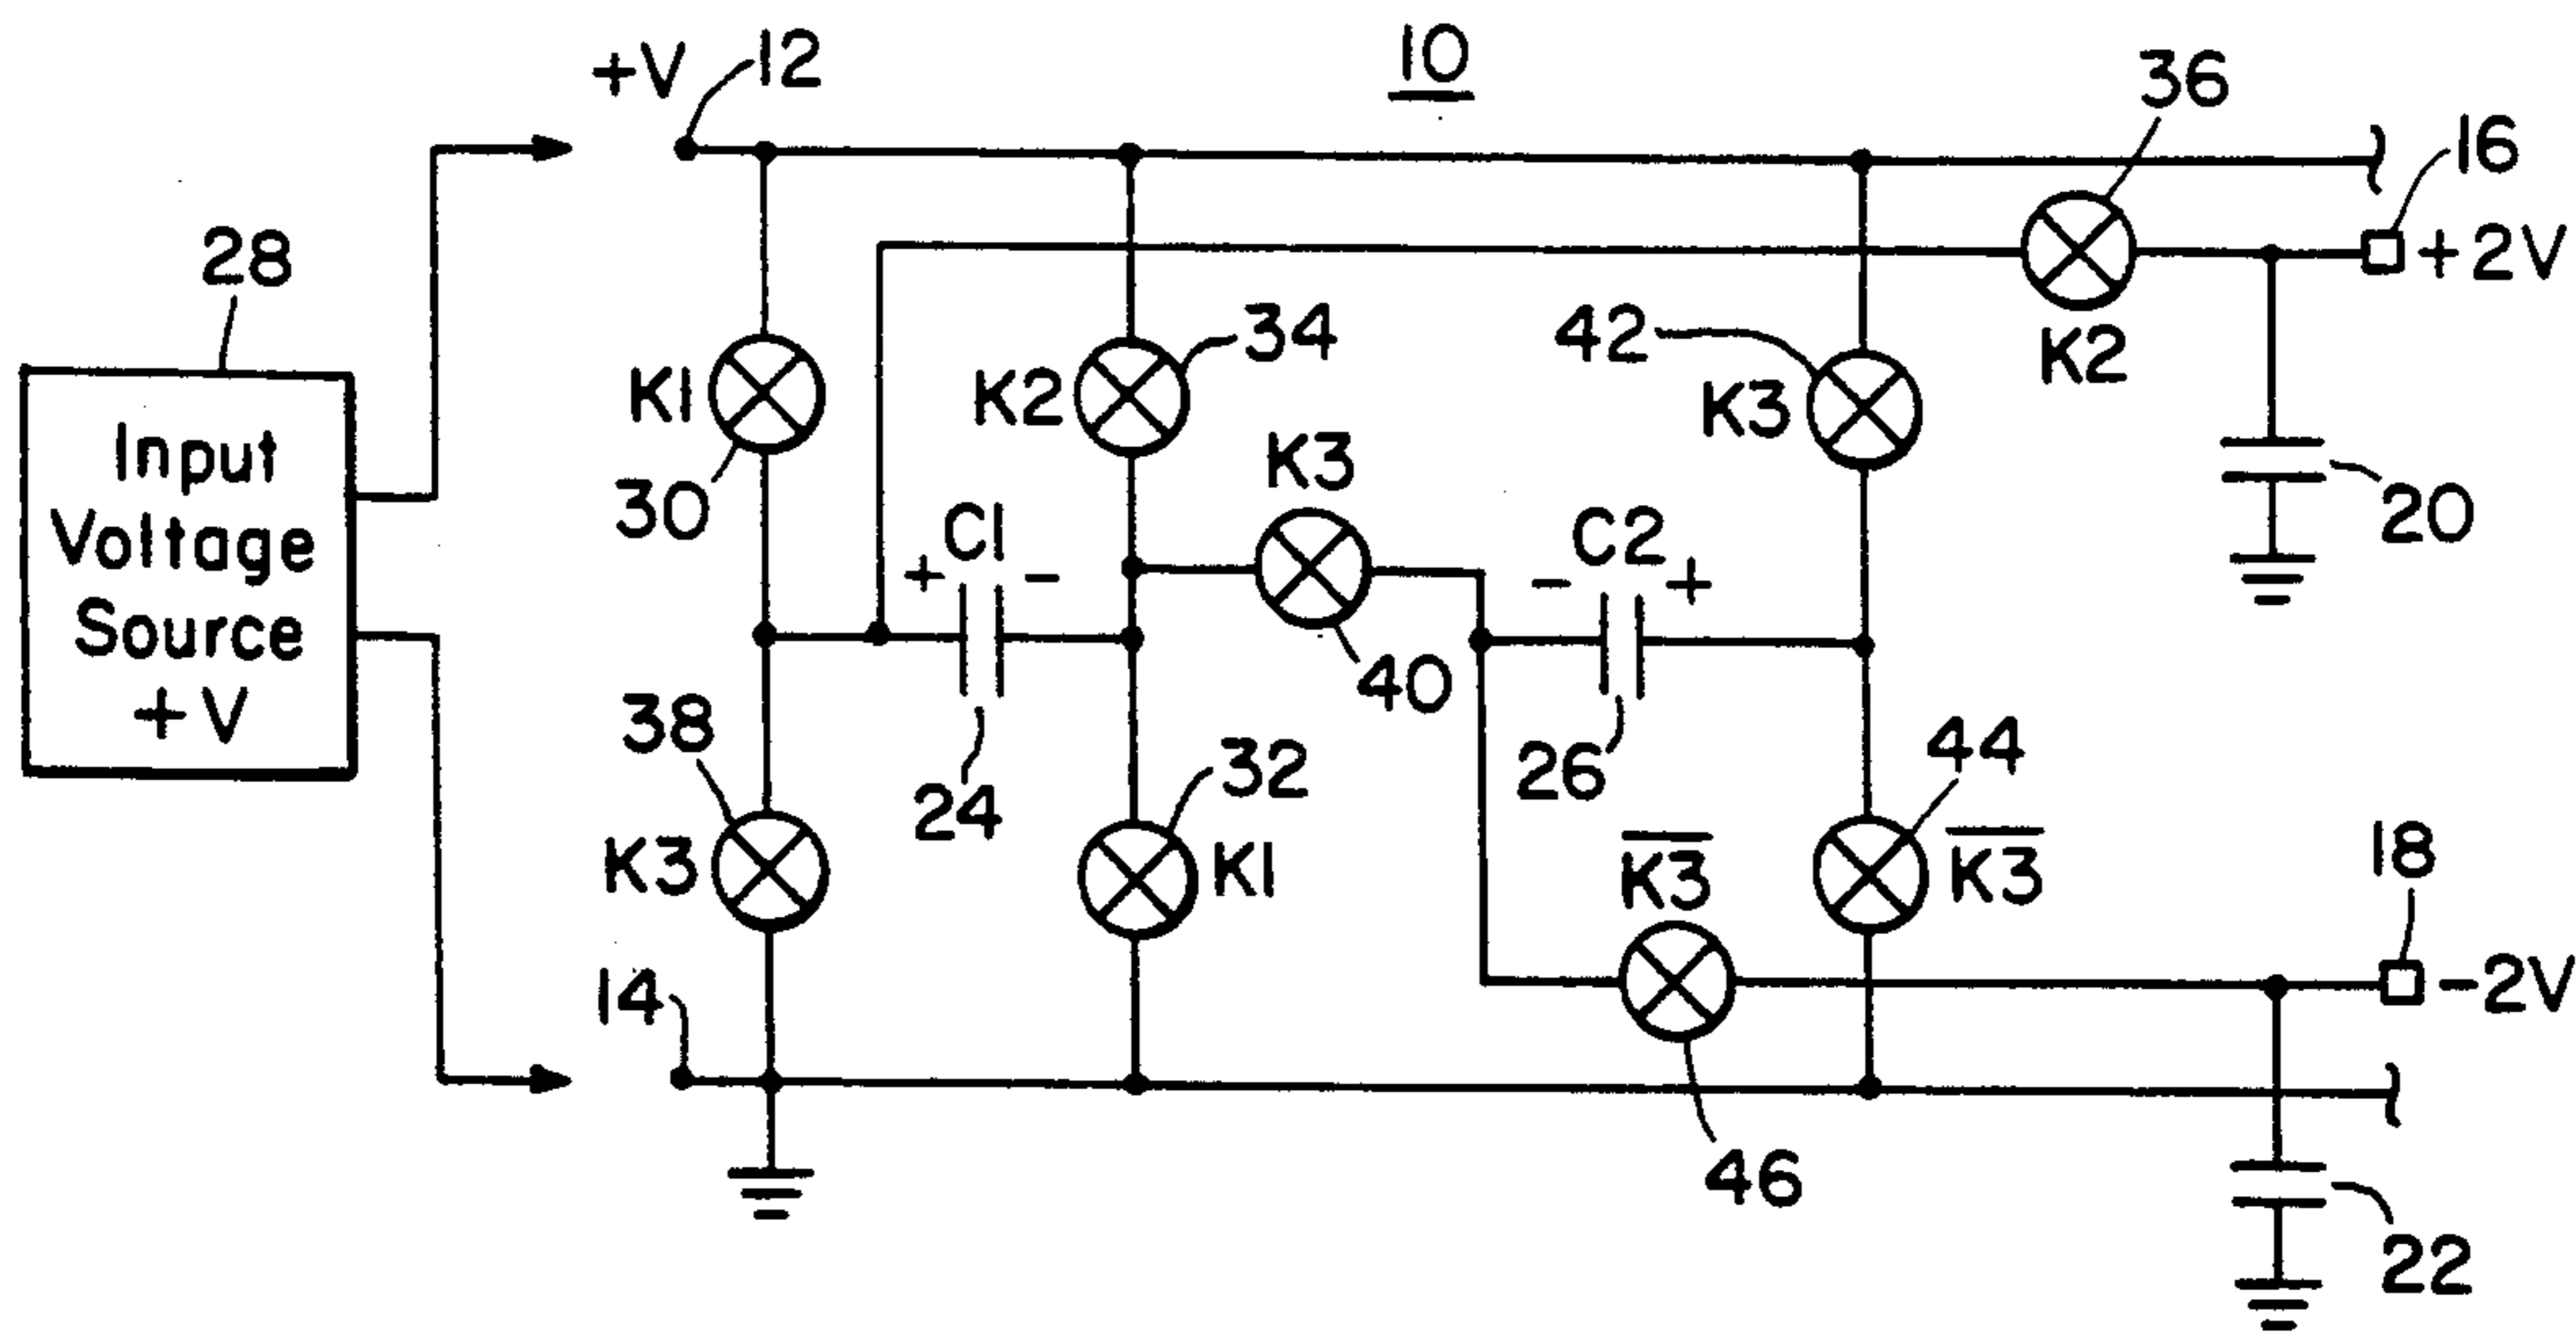 10
+V
12
36
16
+2V
28
Input
Voltage
Source
+V
K1
30
K2
34
42
K3
K2
20
K3
40
+ C1 -
24
- C2 +
26
38
K3
32
K1
44
K3
K3
46
14
18
-2V
22